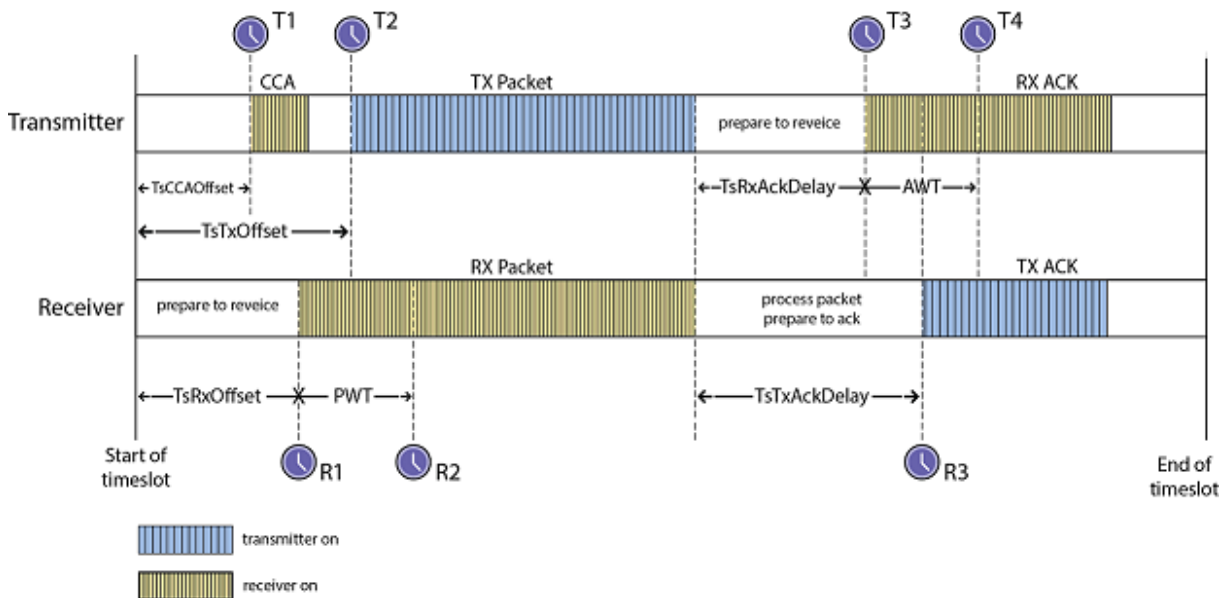 T1
T2
T3
T4
CCA
TX Packet
RX ACK
Transmitter
prepare to reveice
TsCCAOffset
TsRxAckDelay
AWT
TsTxOffset
RX Packet
TX ACK
Receiver
prepare to reveice
process packet
prepare to ack
TsRxOffset
PWT
TsTxAckDelay
Start of
timeslot
R1
R2
R3
End of
timeslot
transmitter on
receiver on